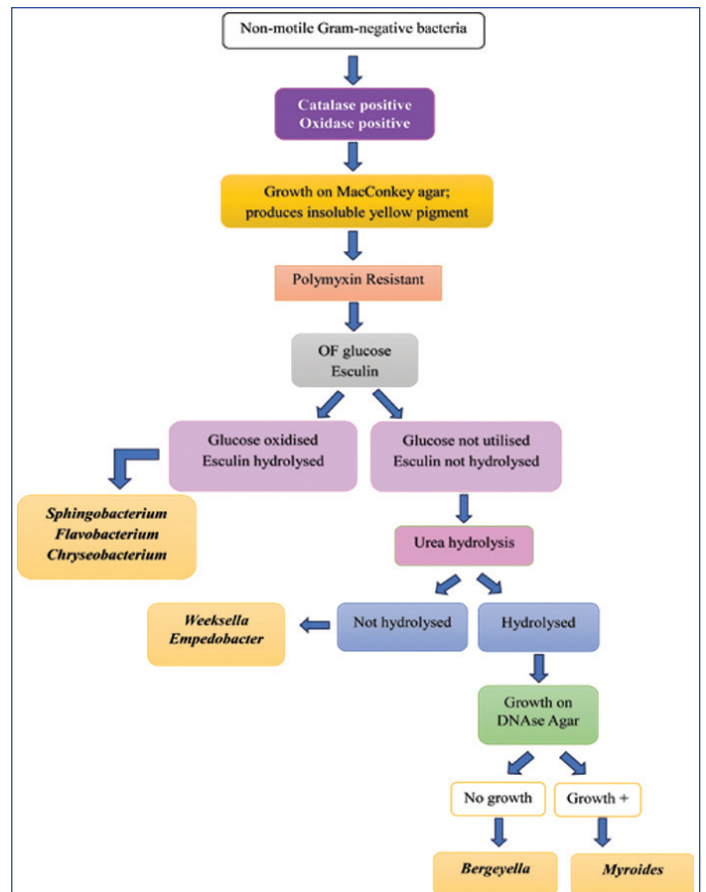 Non-motile Gram-negative bacteria
Catalase positive
Oxidase positive
Growth on MacConkey agar;
produces insoluble yellow pigment
Polymyxin Resistant
OF glucose
Esculin
Glucose oxidised
Esculin hydrolysed
Glucose not utilised
Esculin not hydrolysed
Sphingobacterium
Flavobacterium
Chryseobacterium
Urea hydrolysis
Weeksella
Empedobacter
Not hydrolysed
Hydrolysed
Growth on
DNAse Agar
No growth
Growth +
Bergeyella
Myroides